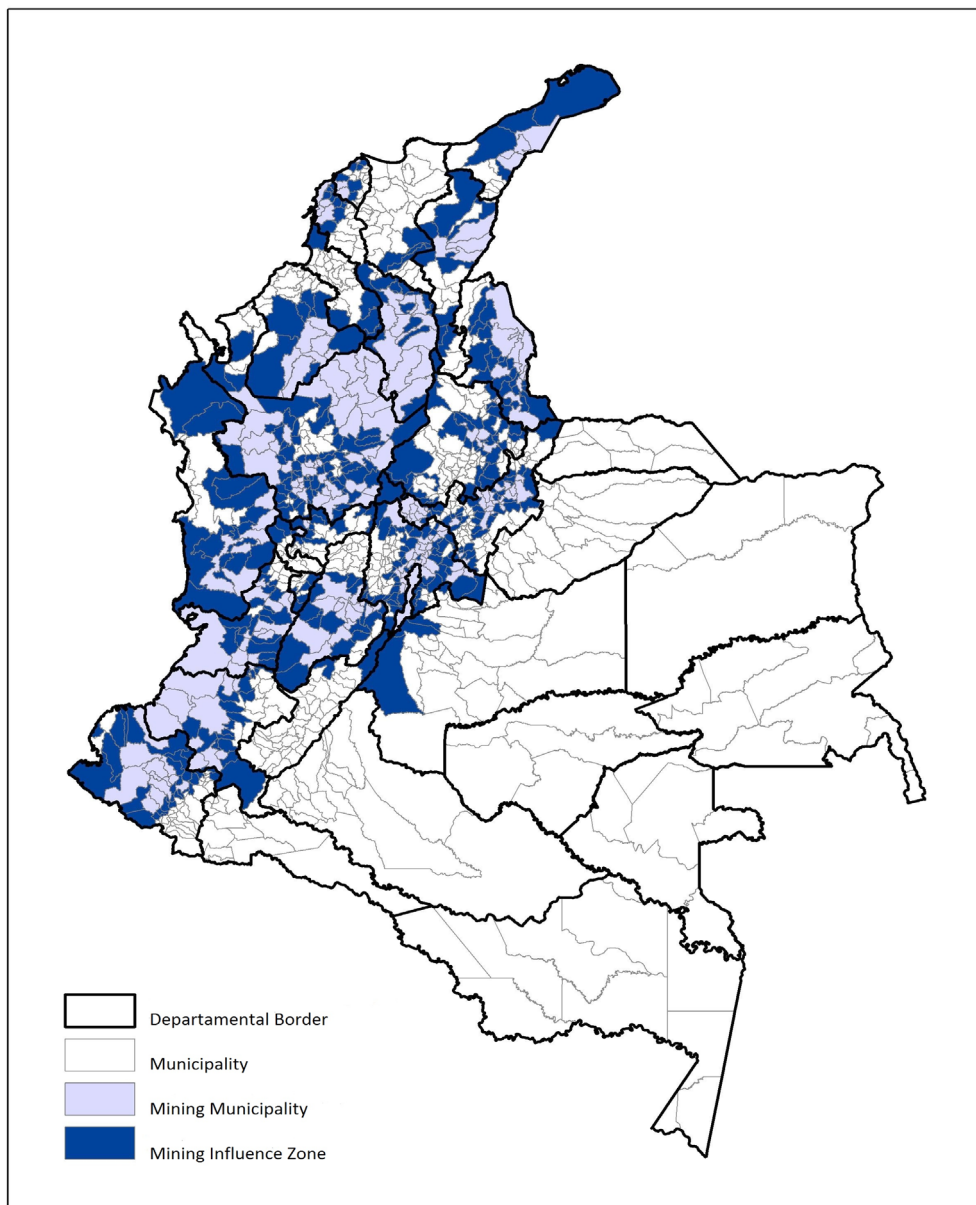 Departamental Border
Municipality
Mining Municipality
Mining Influence Zone